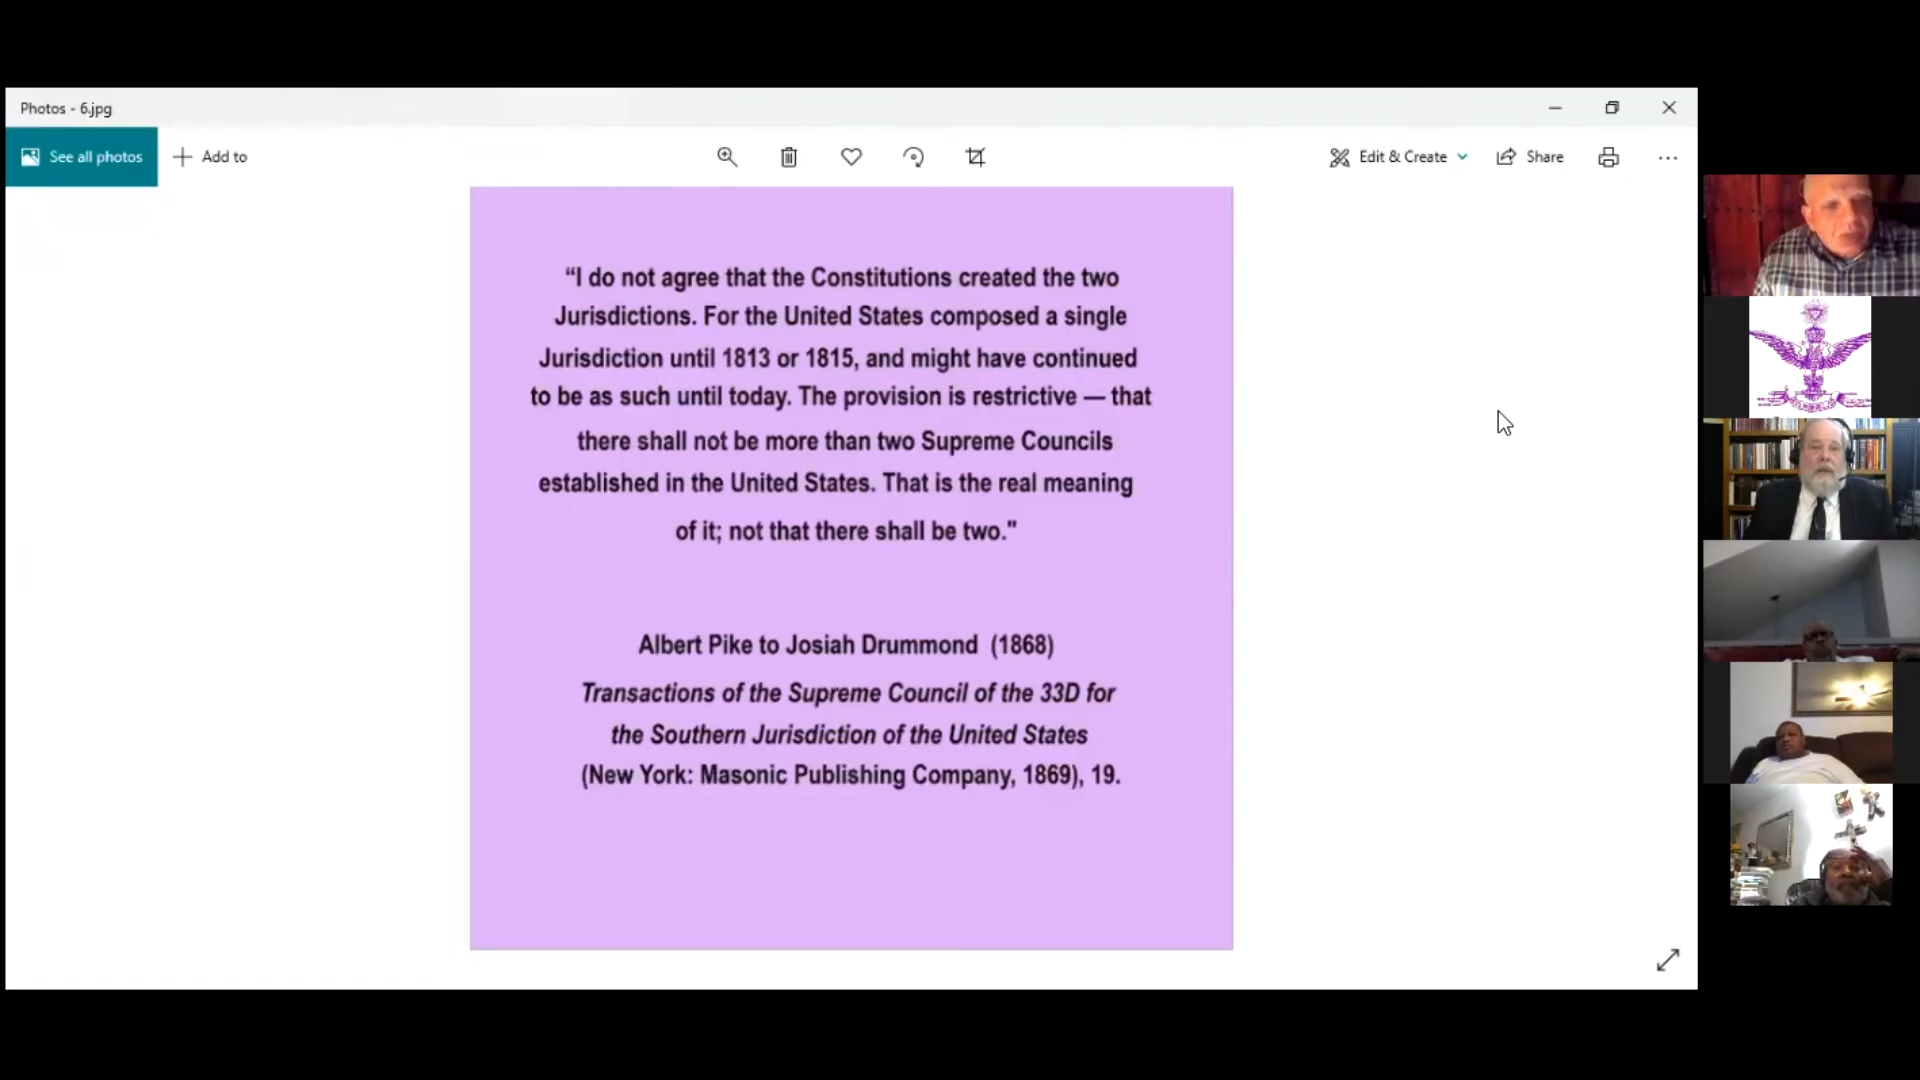 Photos - 6.jpg
See all photos
Add to
Edit & Create
Share
“I do not agree that the Constitutions created the two
Jurisdictions. For the United States composed a single
Jurisdiction until 1813 or 1815, and might have continued
to be as such until today. The provision is restrictive — that
there shall not be more than two Supreme Councils
established in the United States. That is the real meaning
of it; not that there shall be two."
Albert Pike to Josiah Drummond (1868)
Transactions of the Supreme Council of the 33D for
the Southern Jurisdiction of the United States
(New York: Masonic Publishing Company, 1869), 19.